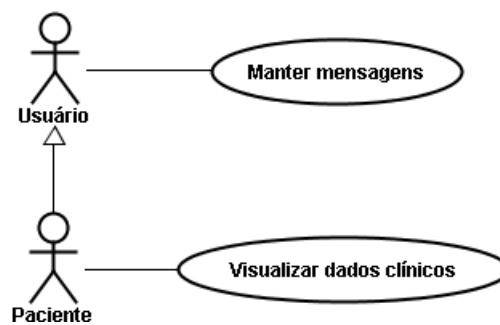 Manter mensagens
Usuário
Visualizar dados clínicos
Paciente